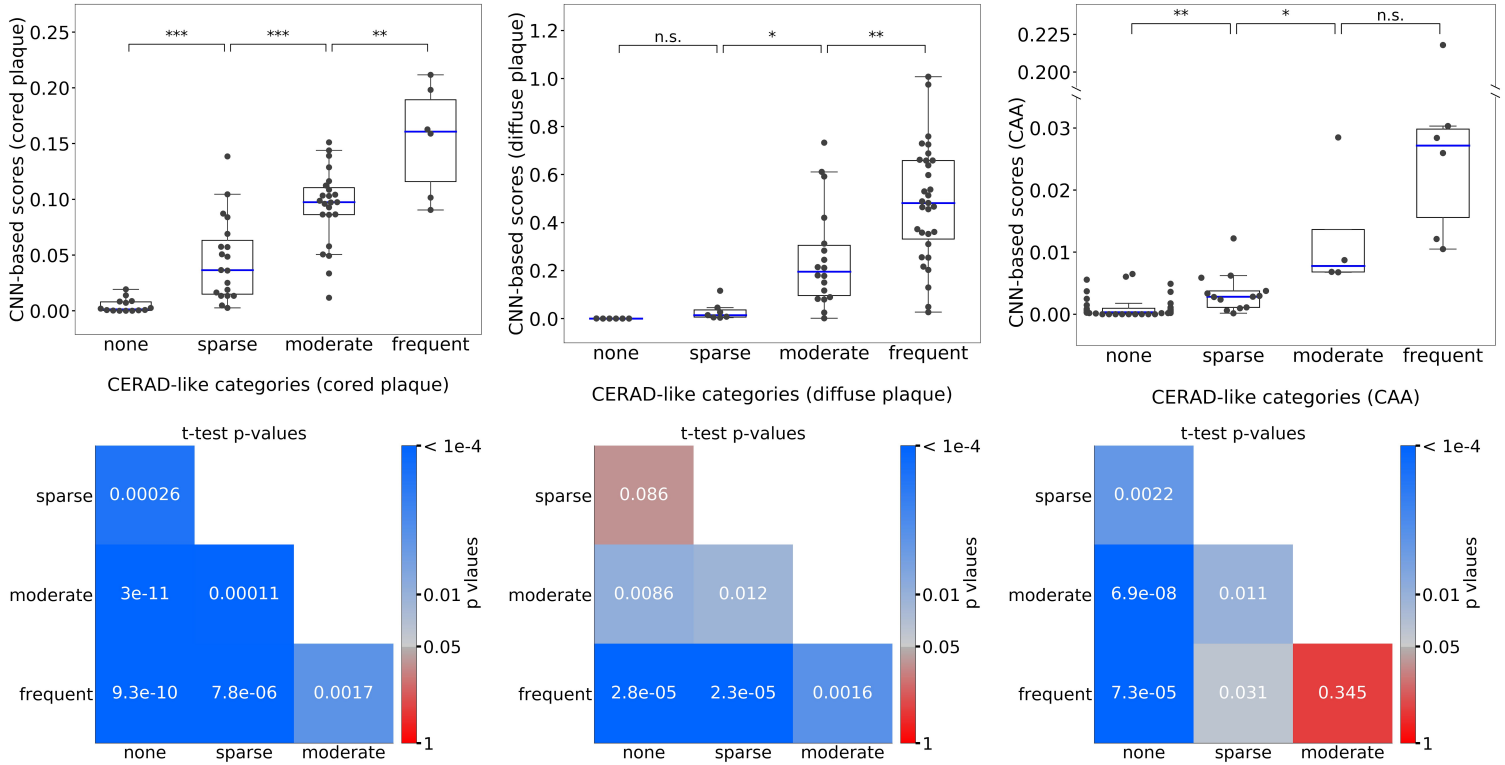 0.25
0.20
0.15
0.10
0.05
0.00
CNN-based scores (cored plaque)
*** *** **
none sparse moderate frequent
CERAD-like categories (cored plaque)
1.2
1.0
0.8
0.6
0.4
0.2
0.0
CNN-based scores (diffuse plaque)
n.s. * **
none sparse moderate frequent
CERAD-like categories (diffuse plaque)
0.225
0.200
0.03
0.02
0.01
0.00
CNN-based scores (CAA)
** * n.s.
none sparse moderate frequent
CERAD-like categories (CAA)
t-test p-values
sparse 0.00026
moderate 3e-11 0.00011
frequent 9.3e-10 7.8e-06 0.0017
none sparse moderate
< 1e-4
0.01
0.05
1
p vlaues
t-test p-values
sparse 0.086
moderate 0.0086 0.012
frequent 2.8e-05 2.3e-05 0.0016
none sparse moderate
< 1e-4
0.01
0.05
1
p vlaues
t-test p-values
sparse 0.0022
moderate 6.9e-08 0.011
frequent 7.3e-05 0.031 0.345
none sparse moderate
< 1e-4
0.01
0.05
1
p vlaues